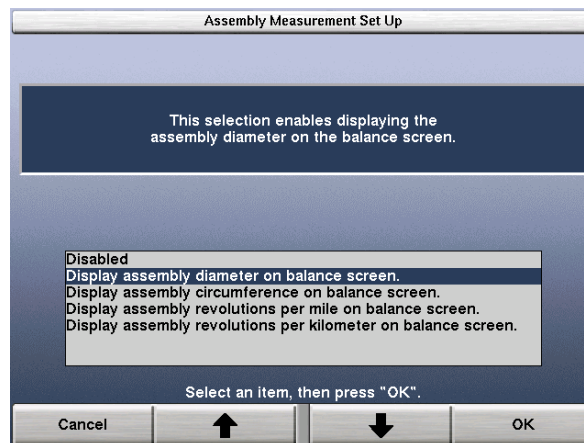 Assembly Measurement Set Up
This selection enables displaying the
assembly diameter on the balance screen.
Disabled
Display assembly diameter on balance screen.
Display assembly circumference on balance screen.
Display assembly revolutions per mile on balance screen.
Display assembly revolutions per kilometer on balance screen.
Select an item, then press "OK".
Cancel
OK